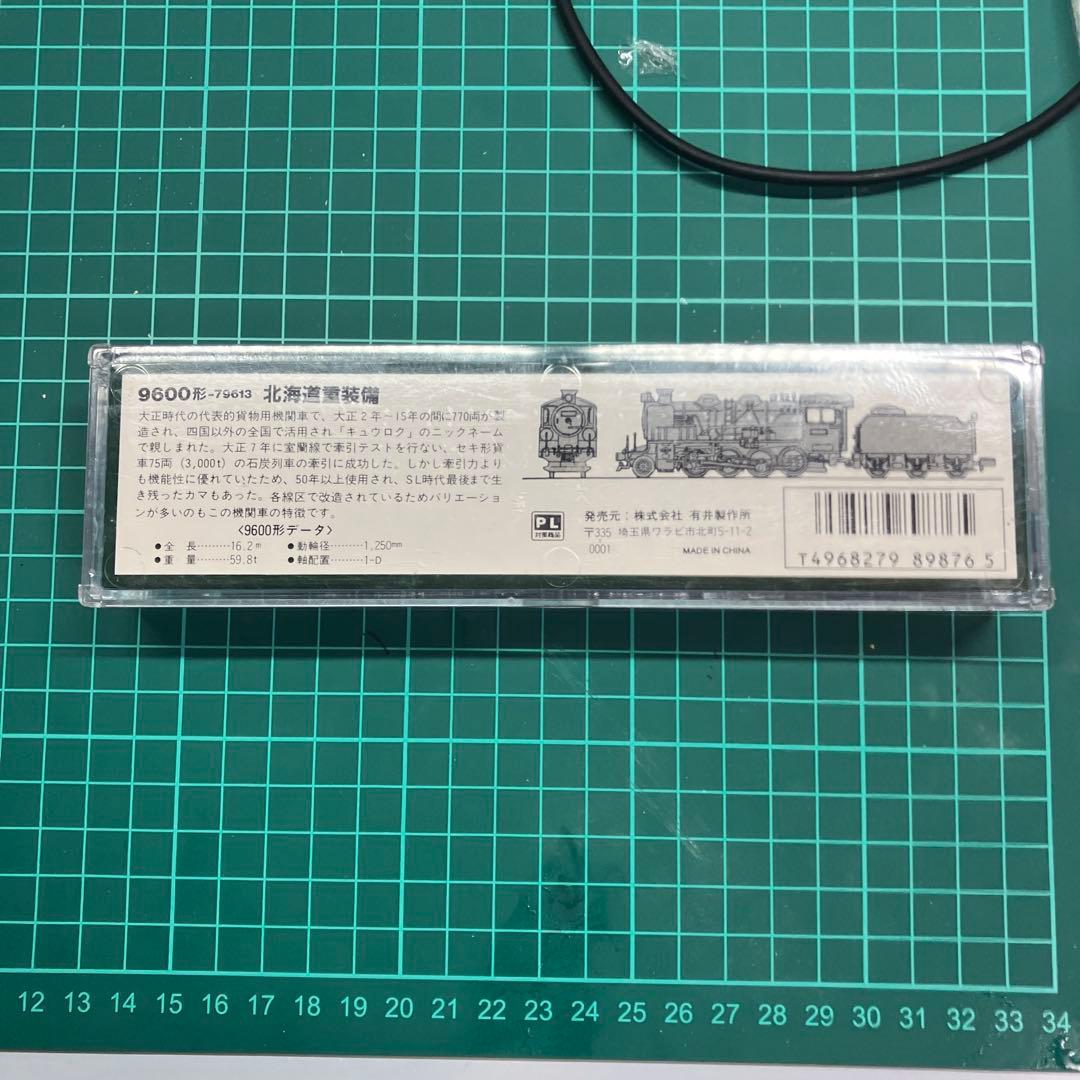 9600形-79613 北海道重装備
大正時代の代表的貨物用機関車で、大正2年〜15年の間に770両が製
造され、四国以外の全国で活用され「キュウロク」のニックネーム
で親しまれた。大正7年に室蘭線で牽引テストを行ない、セキ形貨
車75両(3,000t)の石炭列車の牽引に成功した。しかし牽引力より
も機能性に優れていたため、50年以上使用され、SL時代最後まで生
き残ったカマもあった。各線区で改造されているためバリエーショ
ンが多いのもこの機関車の特徴です。
〈9600形データ〉
●全 長………16.2m ●動輪径………1,250mm
●重 量………59.8t ●軸配置………1-D
PL
対策商品
発売元:株式会社 有井製作所
〒335-0001 埼玉県ワラビ市北町5-11-2
MADE IN CHINA
T4968279 89876 5
12 13 14 15 16 17 18 19 20 21 22 23 24 25 26 27 28 29 30 31 32 33 34